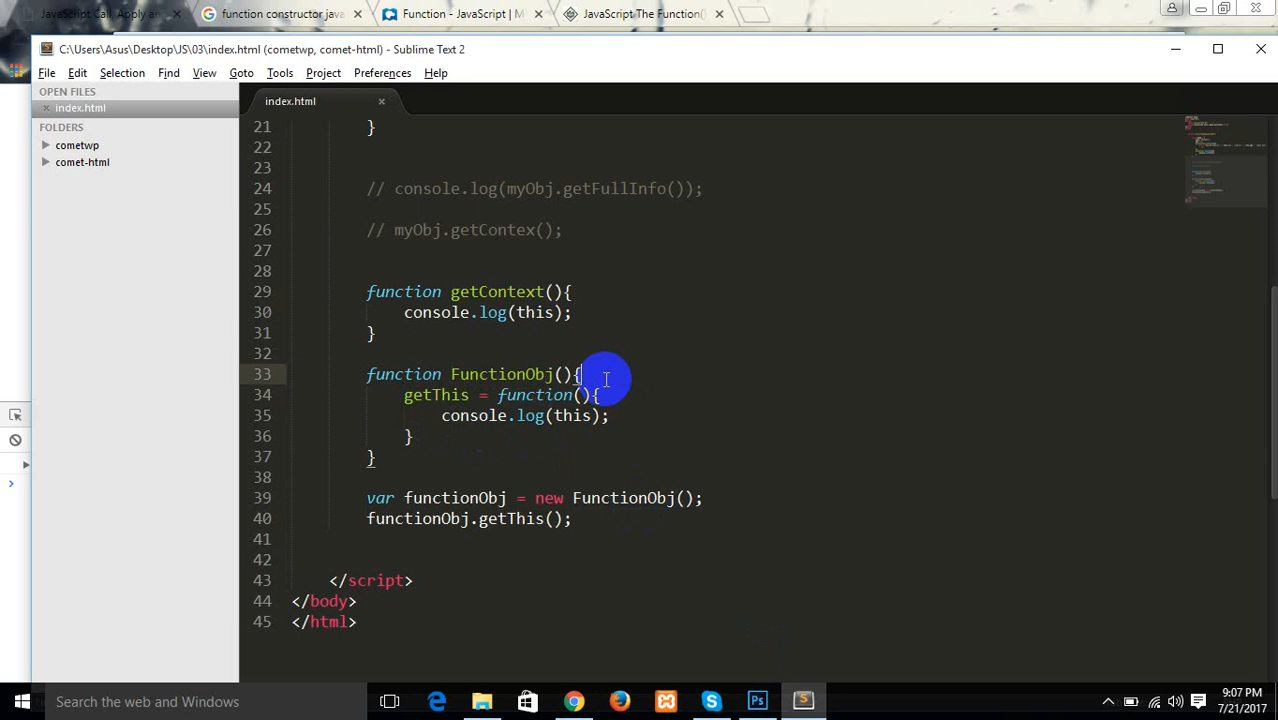 JavaScript Call, Apply an
function constructor java
Function - JavaScript | M
JavaScript The Function()
C:\Users\Asus\Desktop\JS\03\index.html (cometwp, comet-html) - Sublime Text 2
File Edit Selection Find View Goto Tools Project Preferences Help
OPEN FILES
index.html
FOLDERS
cometwp
comet-html
index.html
21 }
22
23
24 // console.log(myObj.getFullInfo());
25
26 // myObj.getContex();
27
28
29 function getContext(){
30 console.log(this);
31 }
32
33 function FunctionObj(){
34 getThis = function(){
35 console.log(this);
36 }
37 }
38
39 var functionObj = new FunctionObj();
40 functionObj.getThis();
41
42
43 </script>
44 </body>
45 </html>
Search the web and Windows
9:07 PM
7/21/2017